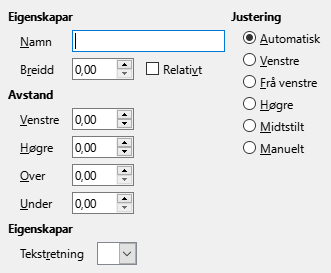 Eigenskapar
Namn
Breidd 0,00 Relativt
Avstand
Venstre 0,00
Høgre 0,00
Over 0,00
Under 0,00
Eigenskapar
Tekstretning
Justering
Automatisk
Venstre
Frå venstre
Høgre
Midtstilt
Manuelt